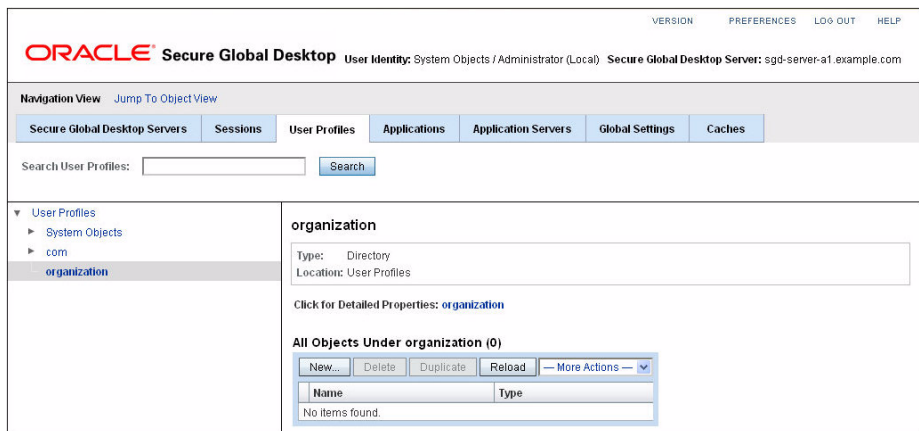 VERSION PREFERENCES LOG OUT HELP
ORACLE Secure Global Desktop User Identity: System Objects / Administrator (Local) Secure Global Desktop Server: sgd-server-a1.example.com
Navigation View Jump To Object View
Secure Global Desktop Servers Sessions User Profiles Applications Application Servers Global Settings Caches
Search User Profiles: Search
User Profiles
System Objects
com
organization
organization
Type: Directory
Location: User Profiles
Click for Detailed Properties: organization
All Objects Under organization (0)
New... Delete Duplicate Reload — More Actions —
Name Type
No items found.